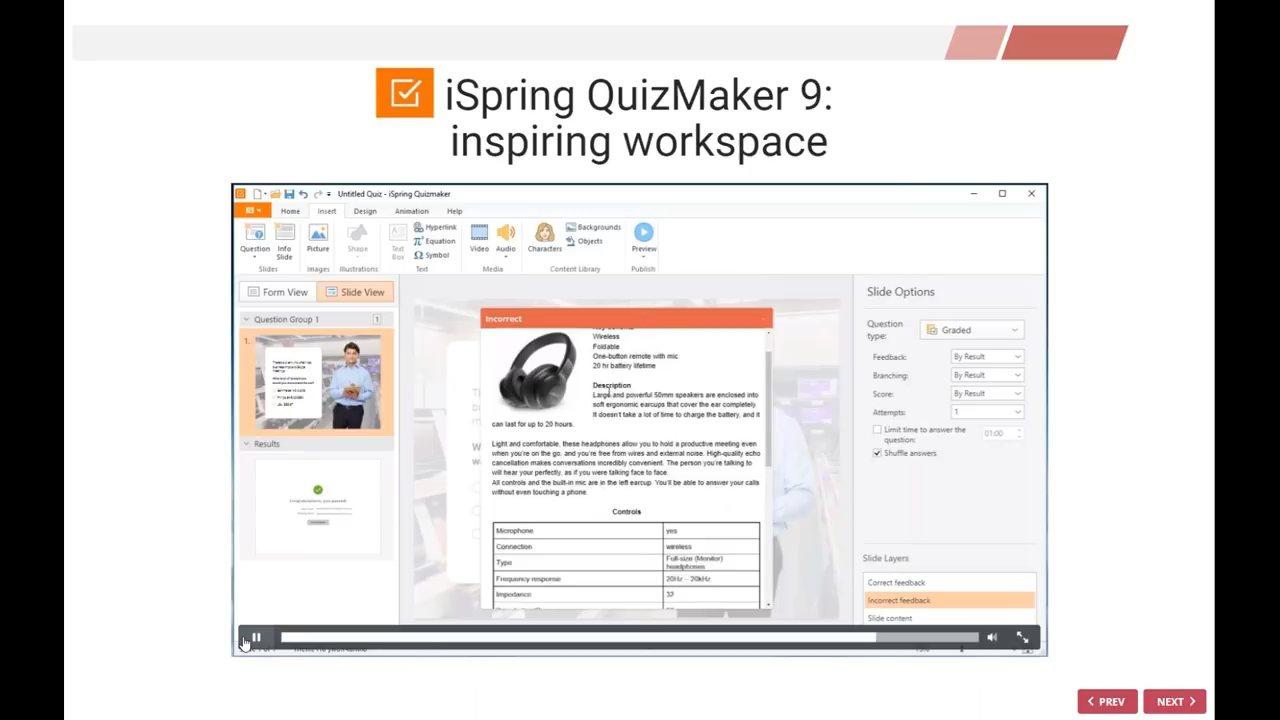 iSpring QuizMaker 9:
inspiring workspace
Untitled Quiz - iSpring Quizmaker
Home Insert Design Animation Help
Question
Info
Slide
Picture
Shape
Text
Box
Hyperlink
Equation
Symbol
Video
Audio
Characters
Backgrounds
Objects
Preview
Slides Images Illustrations Text Media Content Library Publish
Form View Slide View
Question Group 1 1
1.
Results
Incorrect
Wireless
Foldable
One-button remote with mic
20 hr battery lifetime
Description
Large and powerful 50mm speakers are enclosed into
soft ergonomic earcups that cover the ear completely.
It doesn't take a lot of time to charge the battery, and it
can last for up to 20 hours.
Light and comfortable, these headphones allow you to hold a productive meeting even
when you're on the go, and you're free from wires and external noise. High-quality echo
cancellation makes conversations incredibly convenient. The person you're talking to
will hear your perfectly, as if you were talking face to face.
All controls and the built-in mic are in the left earcup. You'll be able to answer your calls
without even touching a phone.
Controls
Microphone yes
Connection wireless
Type Full-size (Monitor)
headphones
Frequency response 20Hz – 20kHz
Impedance 32
Slide Options
Question
type: Graded
Feedback: By Result
Branching: By Result
Score: By Result
Attempts: 1
Limit time to answer the
question: 01:00
Shuffle answers
Slide Layers
Correct feedback
Incorrect feedback
Slide content
PREV NEXT